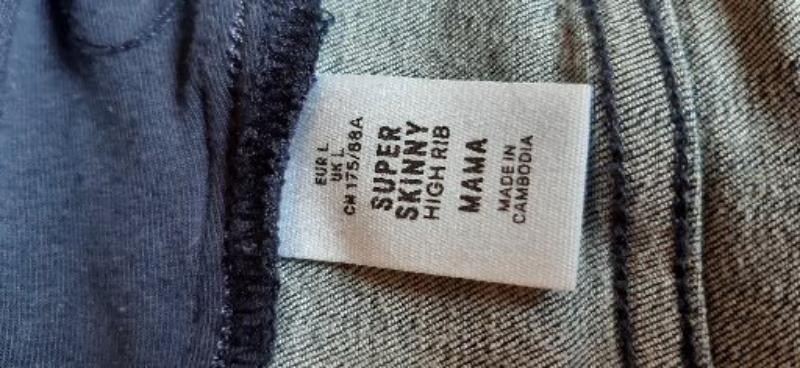 EUR L
UK L
CN 175/88A
SUPER
SKINNY
HIGH RIB
MAMA
MADE IN
CAMBODIA